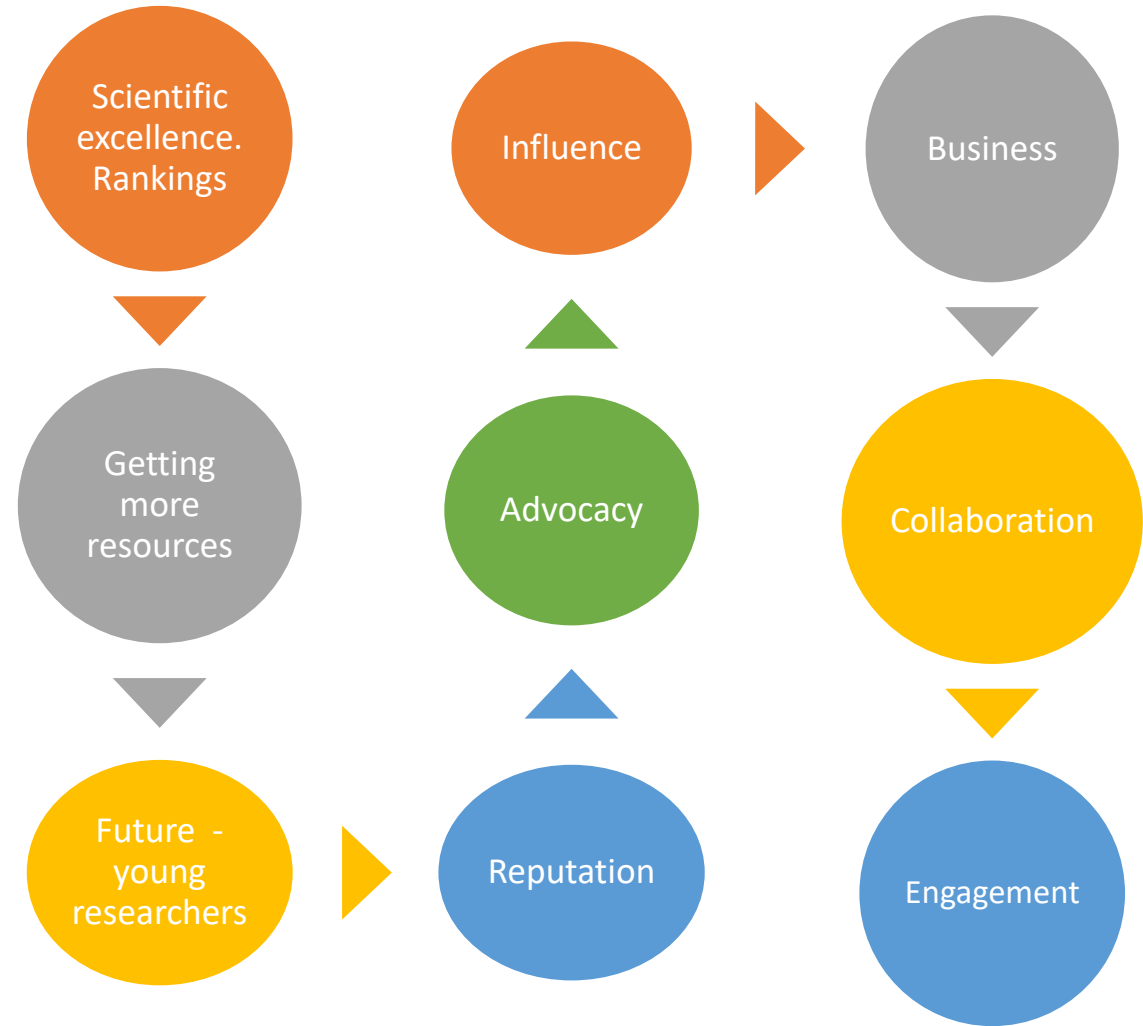 Scientific
excellence.
Rankings
Getting
more
resources
Future -
young
researchers
Reputation
Advocacy
Influence
Business
Collaboration
Engagement